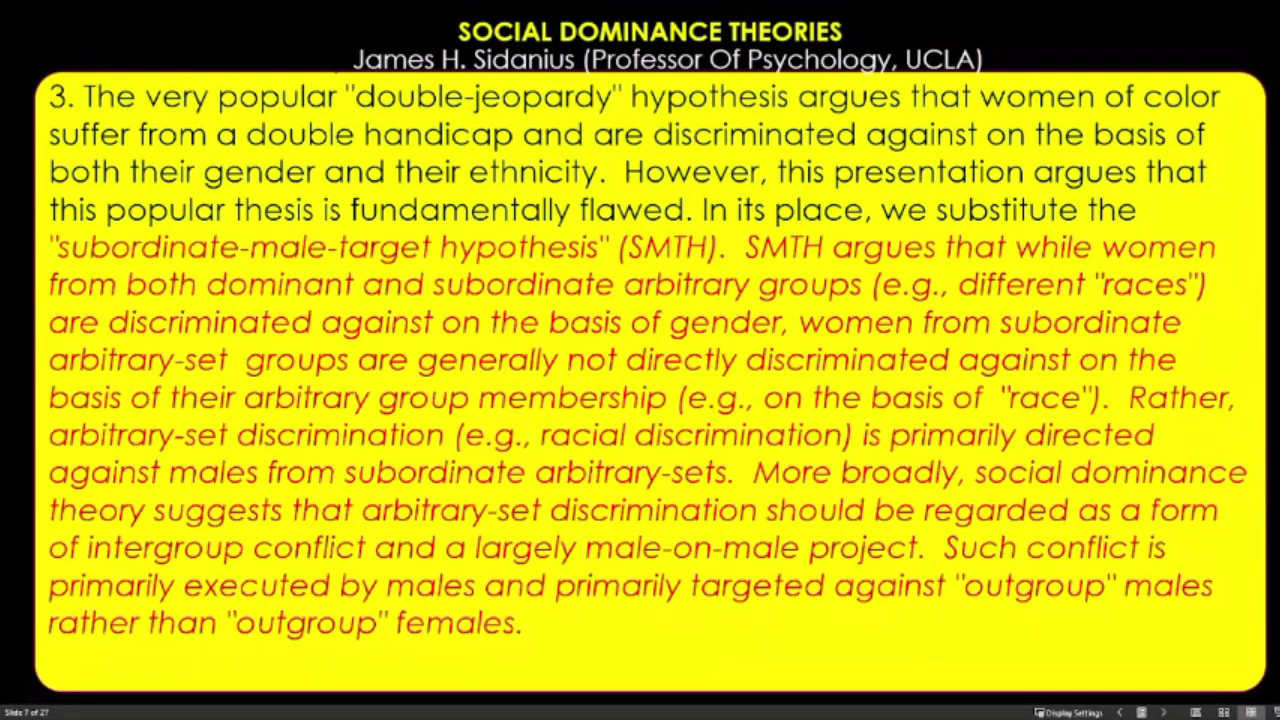 SOCIAL DOMINANCE THEORIES
James H. Sidanius (Professor Of Psychology, UCLA)
3. The very popular "double-jeopardy" hypothesis argues that women of color
suffer from a double handicap and are discriminated against on the basis of
both their gender and their ethnicity.  However, this presentation argues that
this popular thesis is fundamentally flawed. In its place, we substitute the
"subordinate-male-target hypothesis" (SMTH).  SMTH argues that while women
from both dominant and subordinate arbitrary groups (e.g., different "races")
are discriminated against on the basis of gender, women from subordinate
arbitrary-set  groups are generally not directly discriminated against on the
basis of their arbitrary group membership (e.g., on the basis of  "race").  Rather,
arbitrary-set discrimination (e.g., racial discrimination) is primarily directed
against males from subordinate arbitrary-sets.  More broadly, social dominance
theory suggests that arbitrary-set discrimination should be regarded as a form
of intergroup conflict and a largely male-on-male project.  Such conflict is
primarily executed by males and primarily targeted against "outgroup" males
rather than "outgroup" females.
Slide 7 of 27
Display Settings